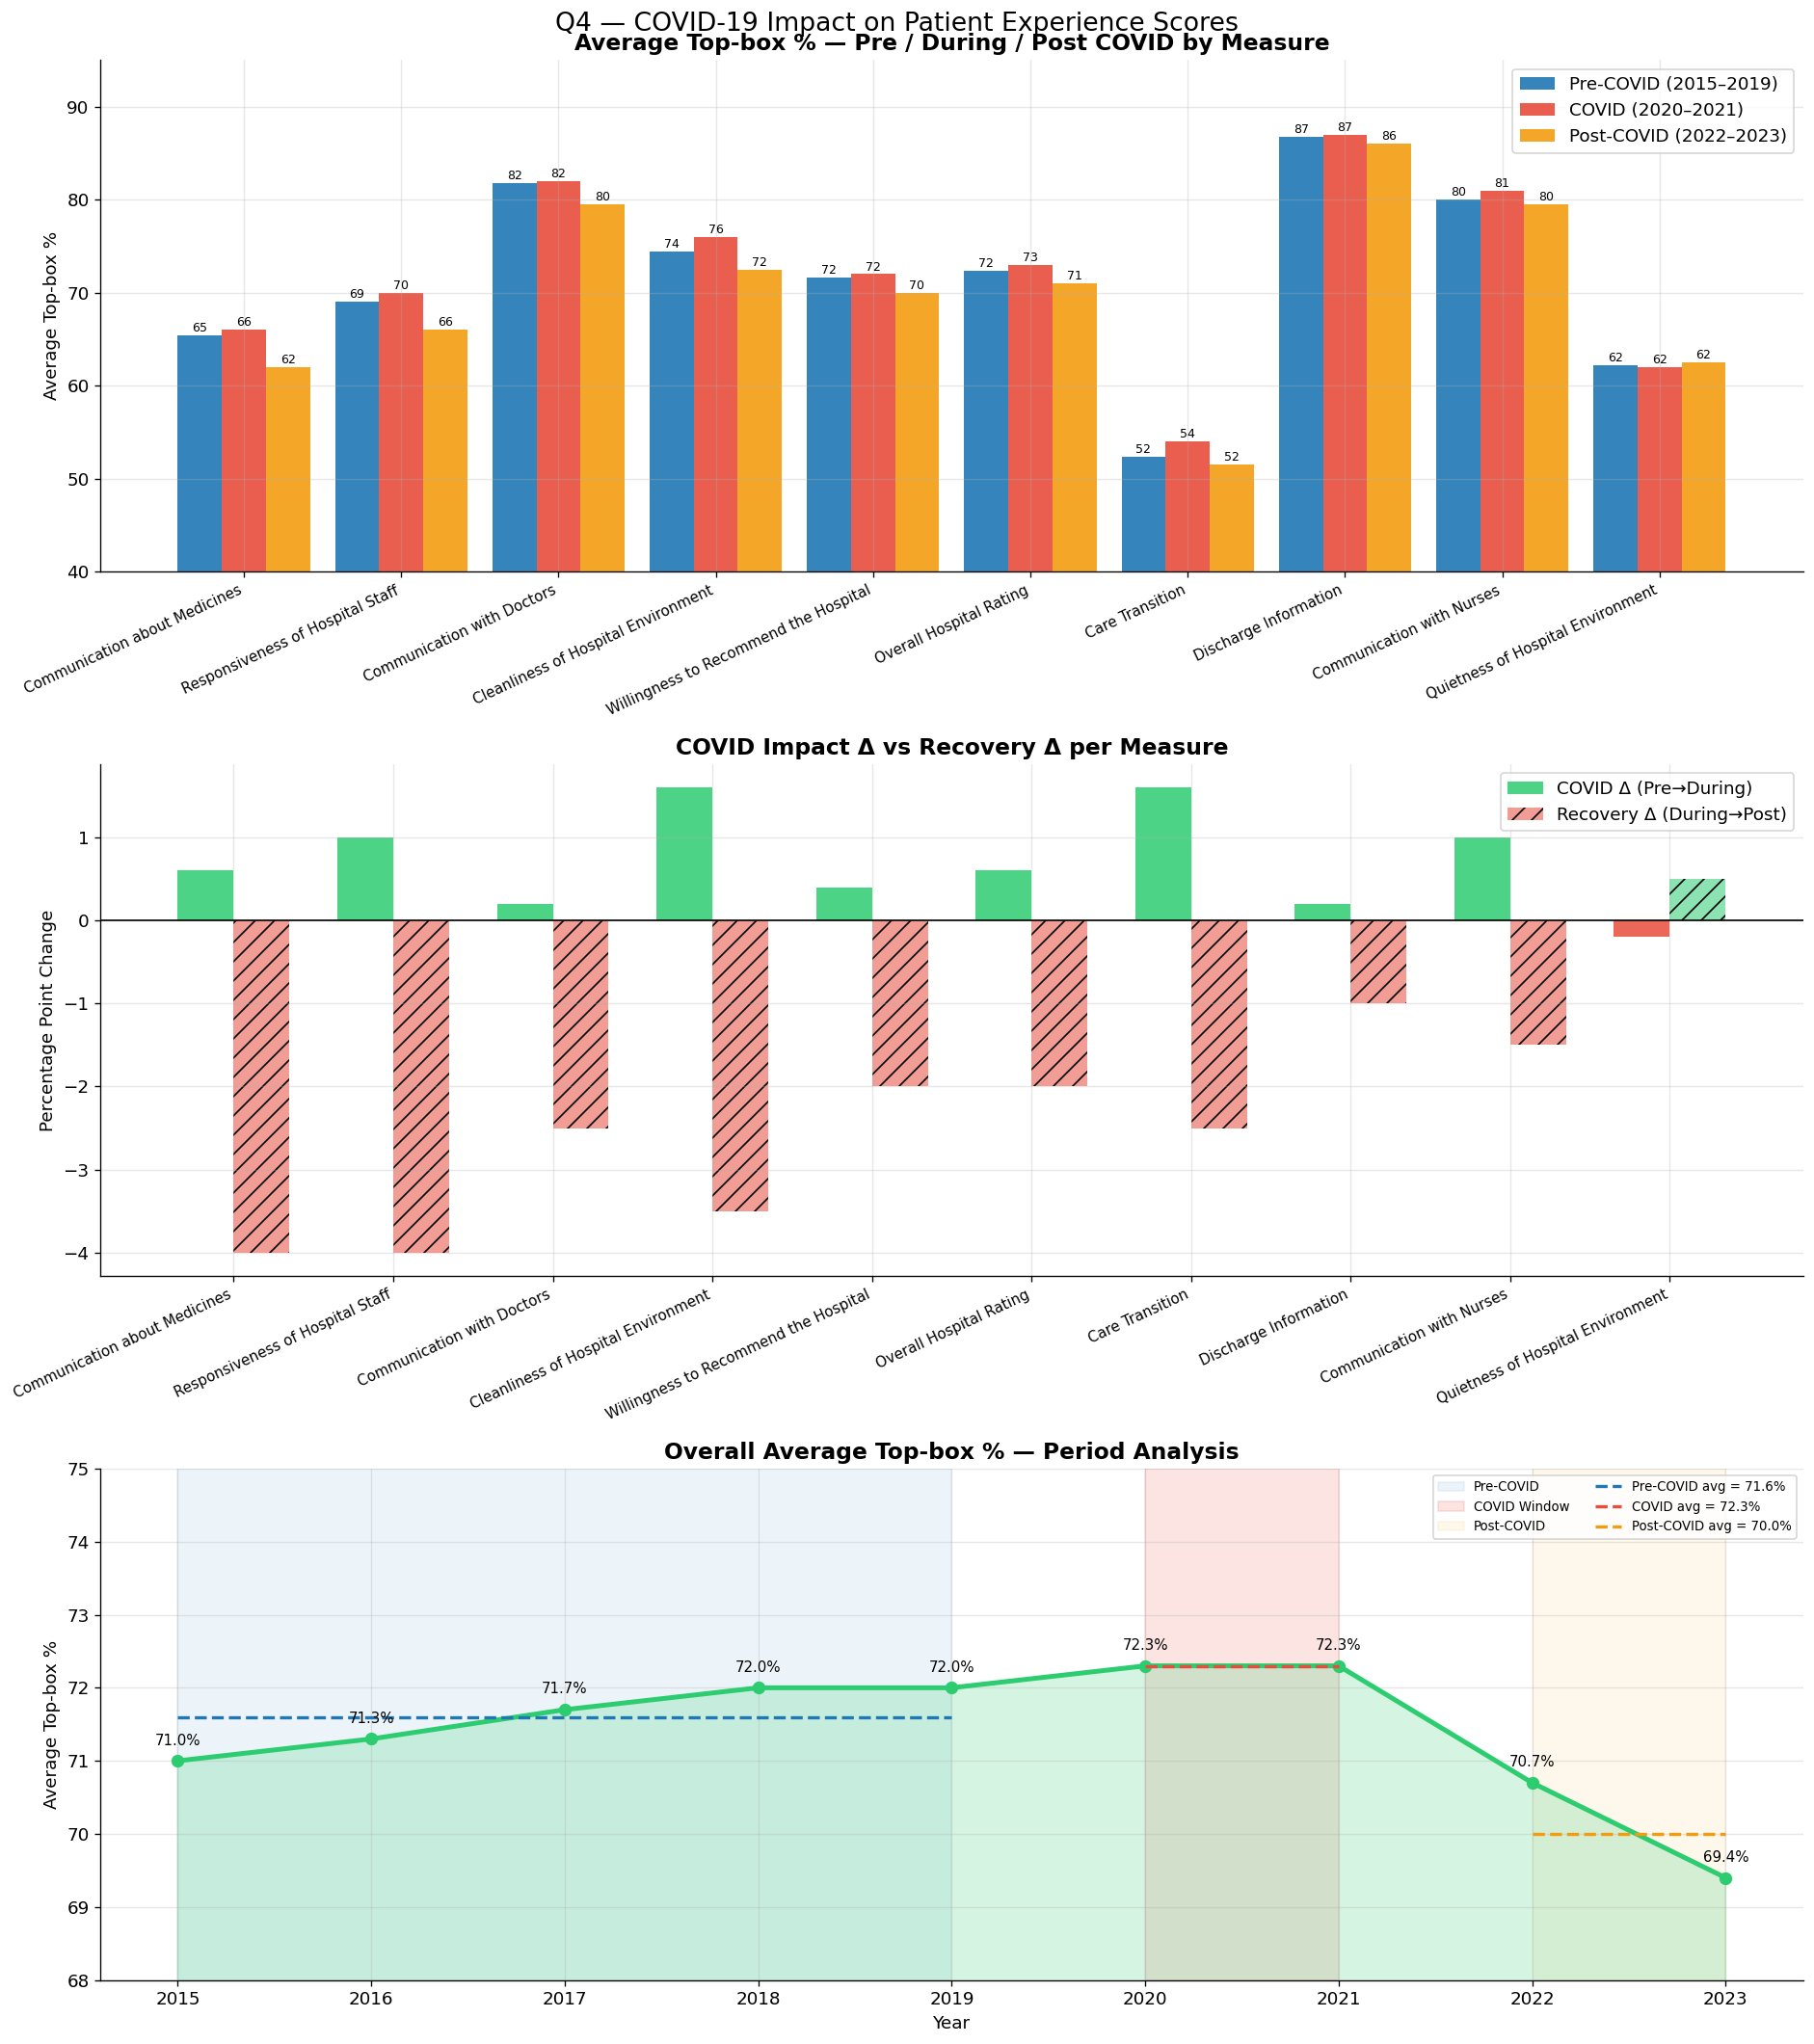 Q4 — COVID-19 Impact on Patient Experience Scores
Average Top-box % — Pre / During / Post COVID by Measure
Average Top-box %
90
80
70
60
50
40
Pre-COVID (2015–2019)
COVID (2020–2021)
Post-COVID (2022–2023)
65 66 62
69 70 66
82 82 80
74 76 72
72 72 70
72 73 71
52 54 52
87 87 86
80 81 80
62 62 62
Communication about Medicines
Responsiveness of Hospital Staff
Communication with Doctors
Cleanliness of Hospital Environment
Willingness to Recommend the Hospital
Overall Hospital Rating
Care Transition
Discharge Information
Communication with Nurses
Quietness of Hospital Environment
COVID Impact Δ vs Recovery Δ per Measure
Percentage Point Change
1
0
−1
−2
−3
−4
COVID Δ (Pre→During)
Recovery Δ (During→Post)
Communication about Medicines
Responsiveness of Hospital Staff
Communication with Doctors
Cleanliness of Hospital Environment
Willingness to Recommend the Hospital
Overall Hospital Rating
Care Transition
Discharge Information
Communication with Nurses
Quietness of Hospital Environment
Overall Average Top-box % — Period Analysis
Average Top-box %
75
74
73
72
71
70
69
68
Pre-COVID
COVID Window
Post-COVID
Pre-COVID avg = 71.6%
COVID avg = 72.3%
Post-COVID avg = 70.0%
71.0%
71.3%
71.7%
72.0%
72.0%
72.3%
72.3%
70.7%
69.4%
2015 2016 2017 2018 2019 2020 2021 2022 2023
Year